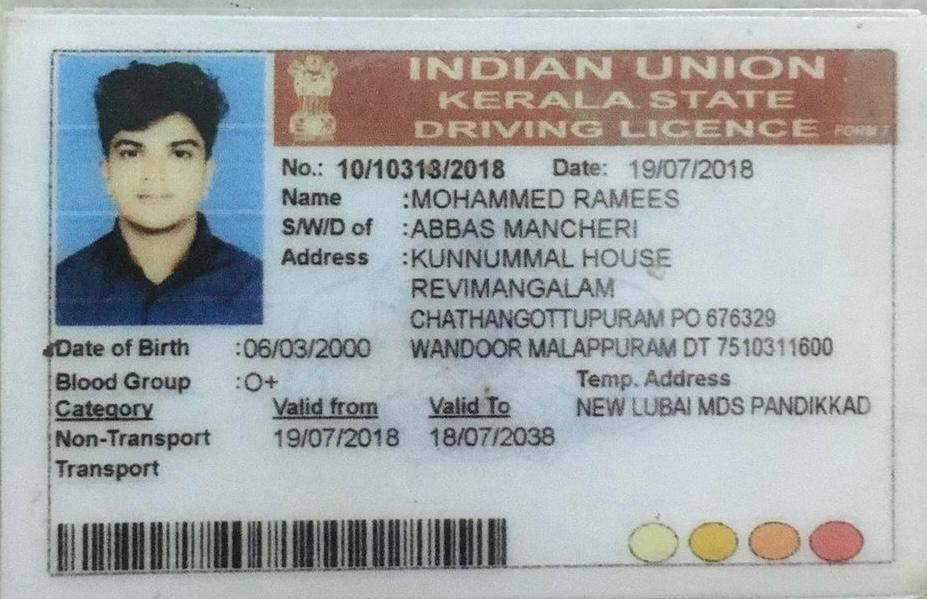 INDIAN UNION
KERALA STATE
DRIVING LICENCE FORM 7
No.: 10/10318/2018 Date: 19/07/2018
Name :MOHAMMED RAMEES
S/W/D of :ABBAS MANCHERI
Address :KUNNUMMAL HOUSE
REVIMANGALAM
CHATHANGOTTUPURAM PO 676329
Date of Birth :06/03/2000 WANDOOR MALAPPURAM DT 7510311600
Blood Group :O+ Temp. Address
Category Valid from Valid To NEW LUBAI MDS PANDIKKAD
Non-Transport 19/07/2018 18/07/2038
Transport